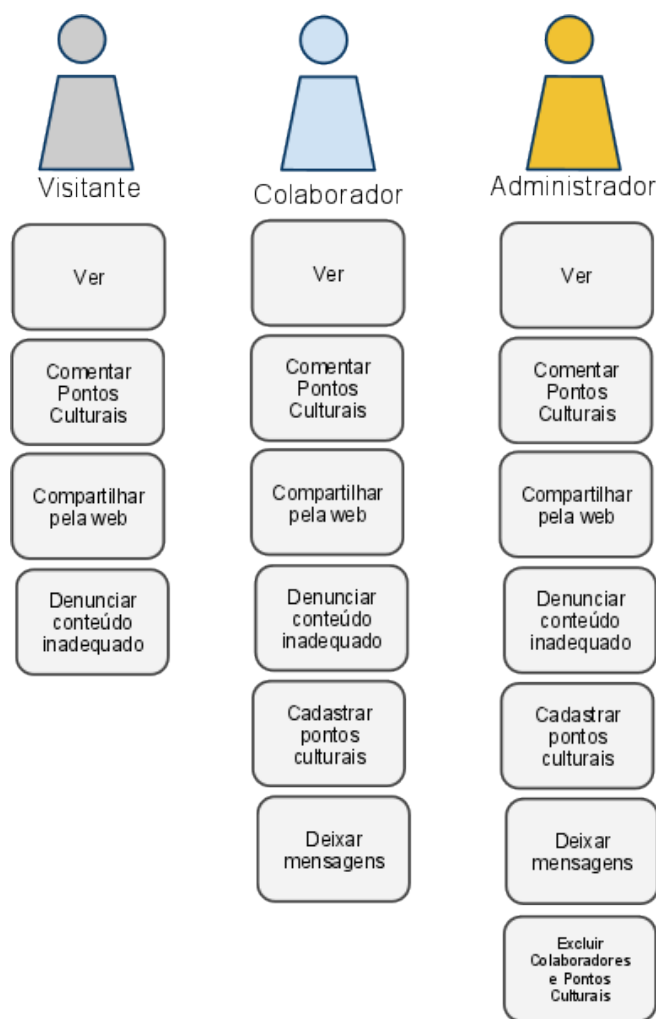 Visitante
Ver
Comentar
Pontos
Culturais
Compartilhar
pela web
Denunciar
conteúdo
inadequado
Colaborador
Ver
Comentar
Pontos
Culturais
Compartilhar
pela web
Denunciar
conteúdo
inadequado
Cadastrar
pontos
culturais
Deixar
mensagens
Administrador
Ver
Comentar
Pontos
Culturais
Compartilhar
pela web
Denunciar
conteúdo
inadequado
Cadastrar
pontos
culturais
Deixar
mensagens
Excluir
Colaboradores
e Pontos
Culturais